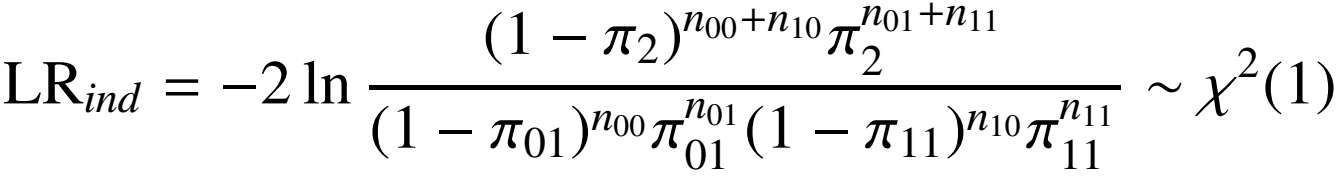 LR_{ind} = −2 ln \frac{(1 − π_2)^{n_{00}+n_{10}} π_2^{n_{01}+n_{11}}}{(1 − π_{01})^{n_{00}} π_{01}^{n_{01}} (1 − π_{11})^{n_{10}} π_{11}^{n_{11}}} ∼ χ^2(1)